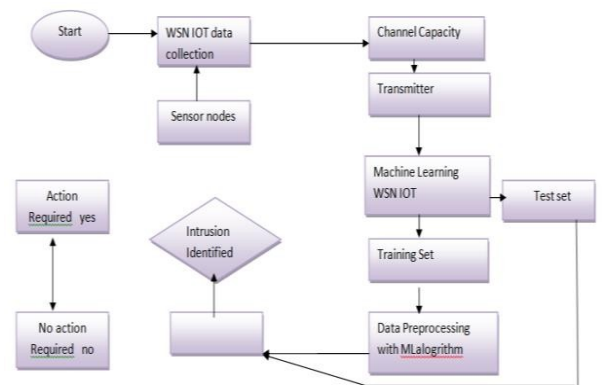 Start
WSN IOT data
collection
Channel Capacity
Sensor nodes
Transmitter
Machine Learning
WSN IOT
Test set
Action
Required yes
Intrusion
Identified
Training Set
No action
Required no
Data Preprocessing
with MLalogrithm